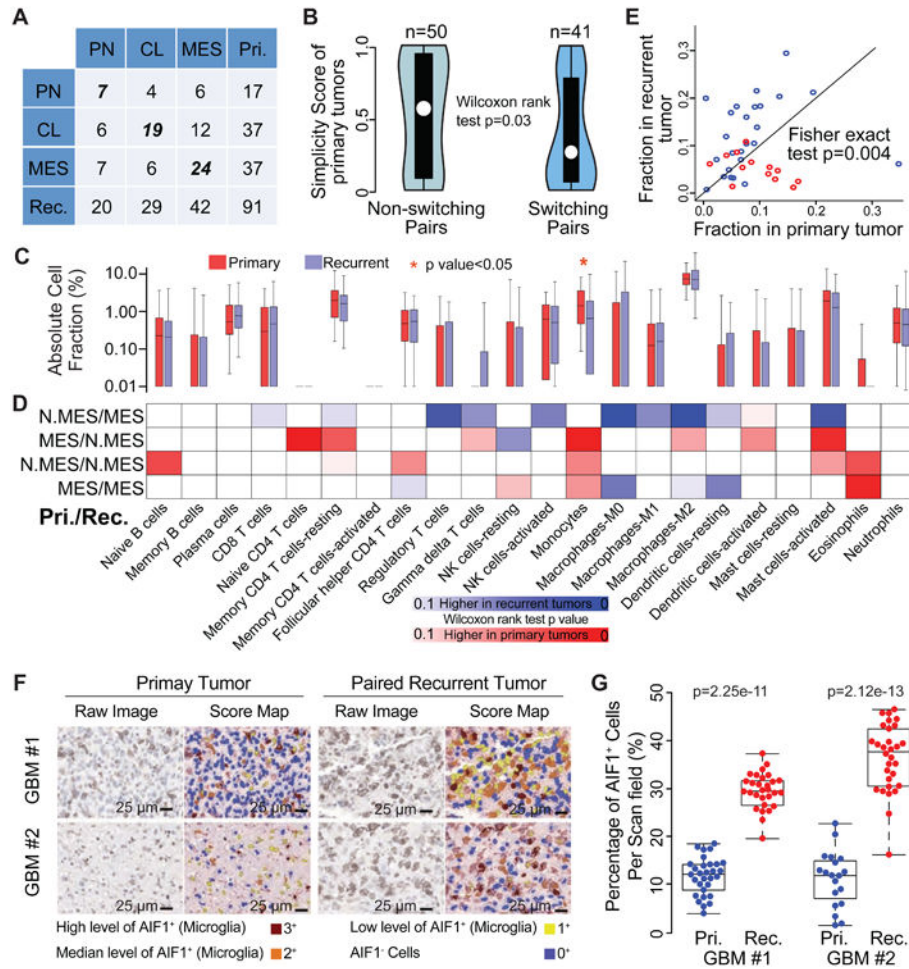 A
PN CL MES Pri.
PN 7 4 6 17
CL 6 19 12 37
MES 7 6 24 37
Rec. 20 29 42 91
B
n=50
n=41
Simplicity Score of
primary tumors
0 0.5 1.0
Wilcoxon rank
test p=0.03
Non-switching
Pairs
Switching
Pairs
E
Fraction in recurrent
tumor
0.0 0.1 0.2 0.3
Fisher exact
test p=0.004
0.0 0.1 0.2 0.3
Fraction in primary tumor
C
Primary
Recurrent
* p value<0.05
*
Absolute Cell
Fraction (%)
10.0
1.00
0.10
0.01
D
N.MES/MES
MES/N.MES
N.MES/N.MES
MES/MES
Pri./Rec.
Naive B cells
Memory B cells
Plasma cells
CD8 T cells
Naive CD4 T cells
Memory CD4 T cells-resting
Memory CD4 T cells-activated
Follicular helper CD4 T cells
Regulatory T cells
Gamma delta T cells
NK cells-resting
NK cells-activated
Monocytes
Macrophages-M0
Macrophages-M1
Macrophages-M2
Dendritic cells-resting
Dendritic cells-activated
Mast cells-resting
Mast cells-activated
Eosinophils
Neutrophils
0.1 Higher in recurrent tumors 0
Wilcoxon rank test p value
0.1 Higher in primary tumors 0
F
Primay Tumor
Paired Recurrent Tumor
Raw Image
Score Map
Raw Image
Score Map
GBM #1
25 µm
25 µm
25 µm
25 µm
GBM #2
25 µm
25 µm
25 µm
25 µm
High level of AIF1⁺ (Microglia) 3⁺
Low level of AIF1⁺ (Microglia) 1⁺
Median level of AIF1⁺ (Microglia) 2⁺
AIF1⁻ Cells 0⁺
G
p=2.25e-11
p=2.12e-13
Percentage of AIF1⁺ Cells
Per Scan field (%)
0 10 20 30 40 50
Pri. Rec. Pri. Rec.
GBM #1 GBM #2